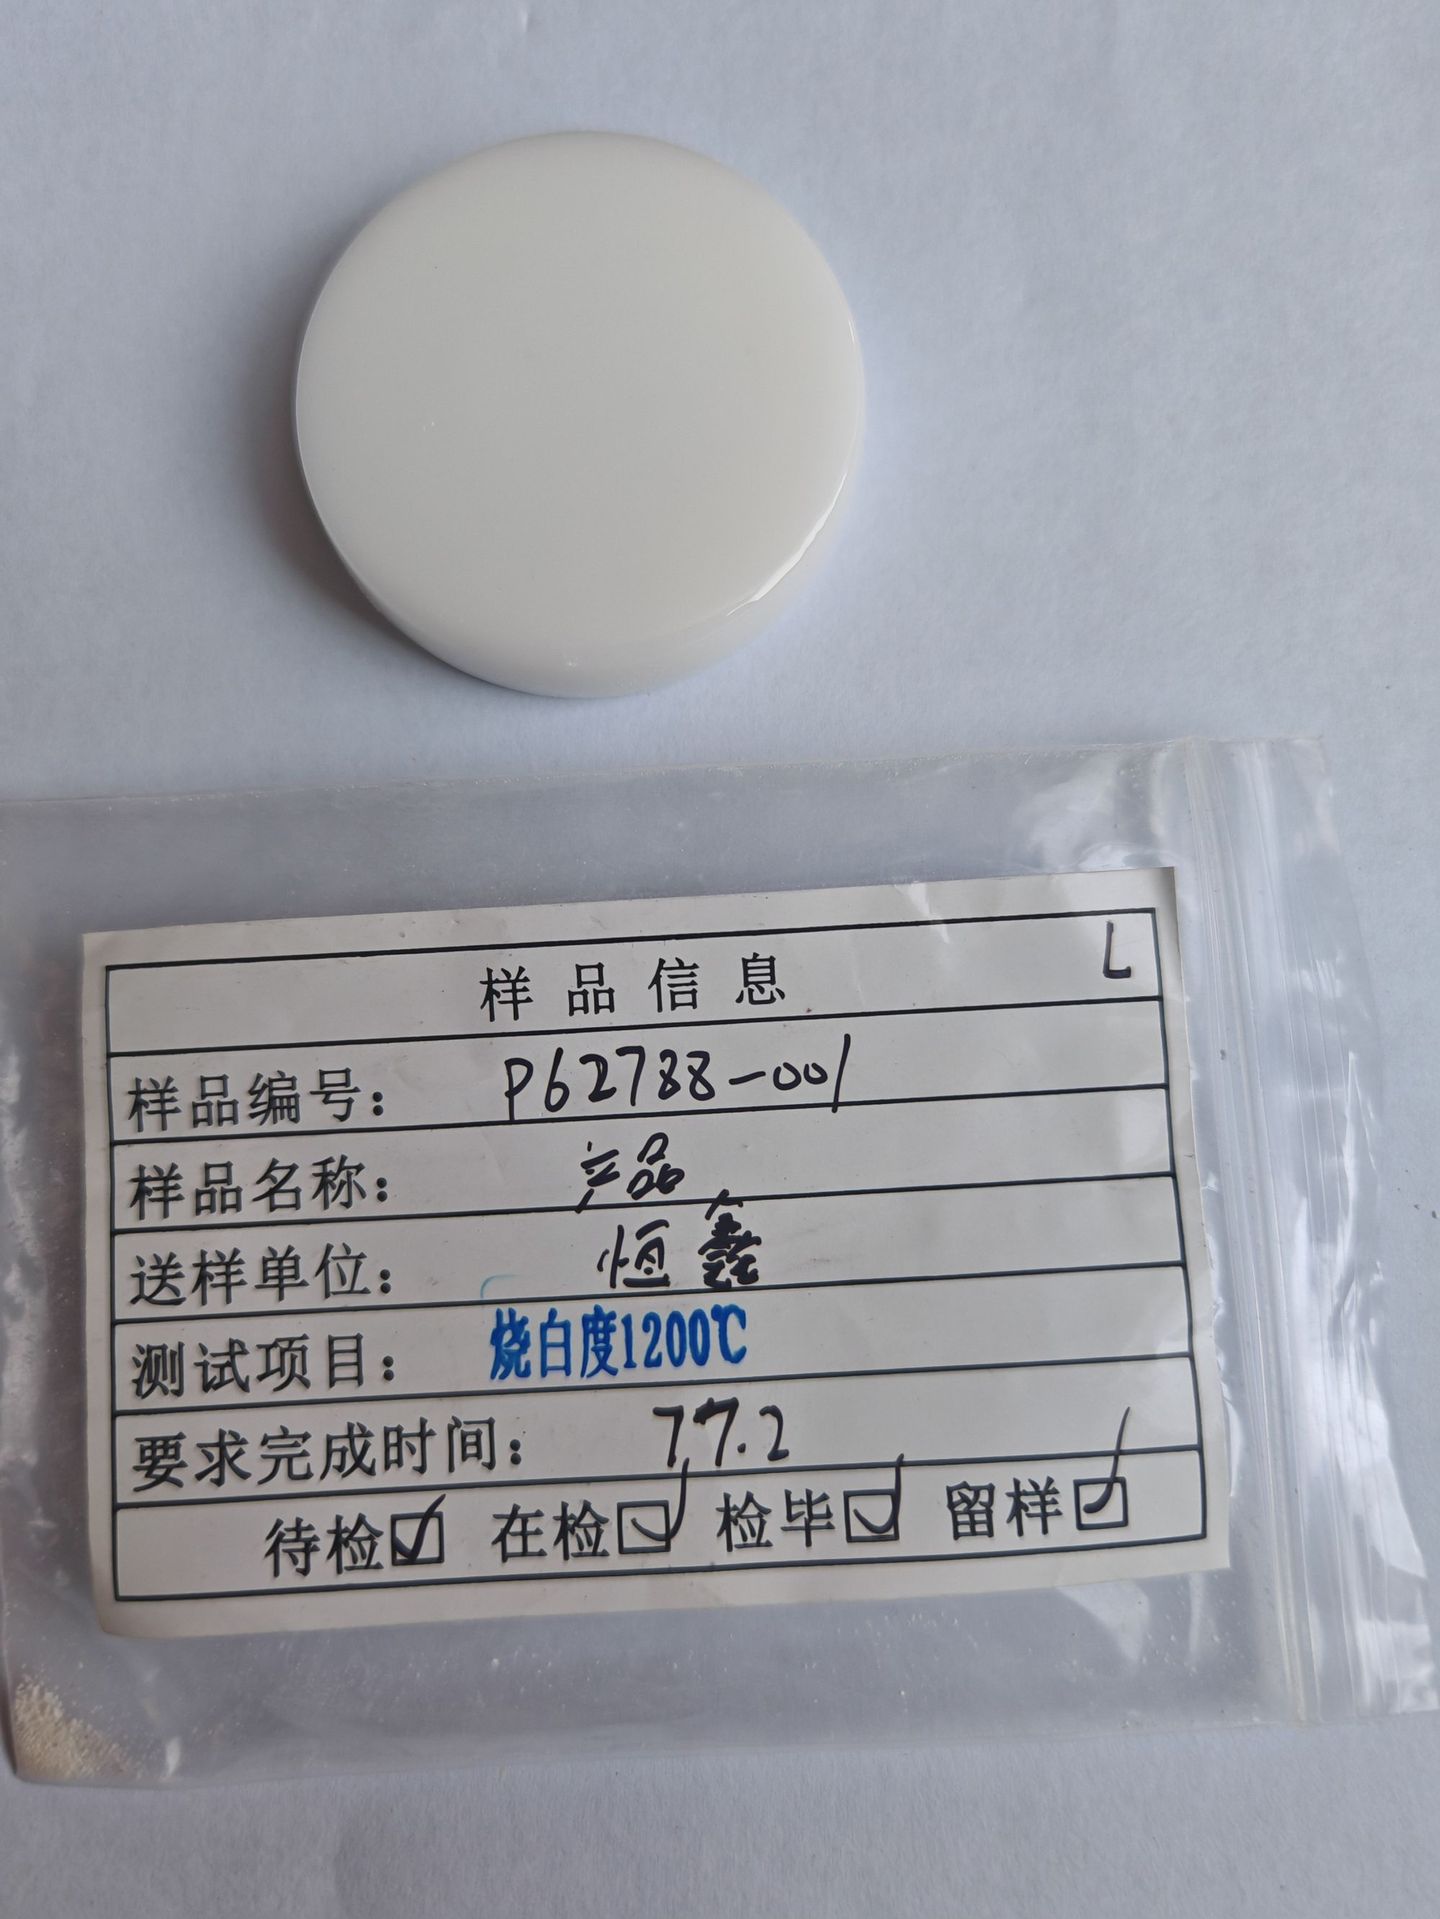 样品信息 L
样品编号： P62788-001
样品名称： 产品
送样单位： 恒鑫
测试项目： 烧白度1200℃
要求完成时间： 7.2
待检☑ 在检☑ 检毕☑ 留样☑